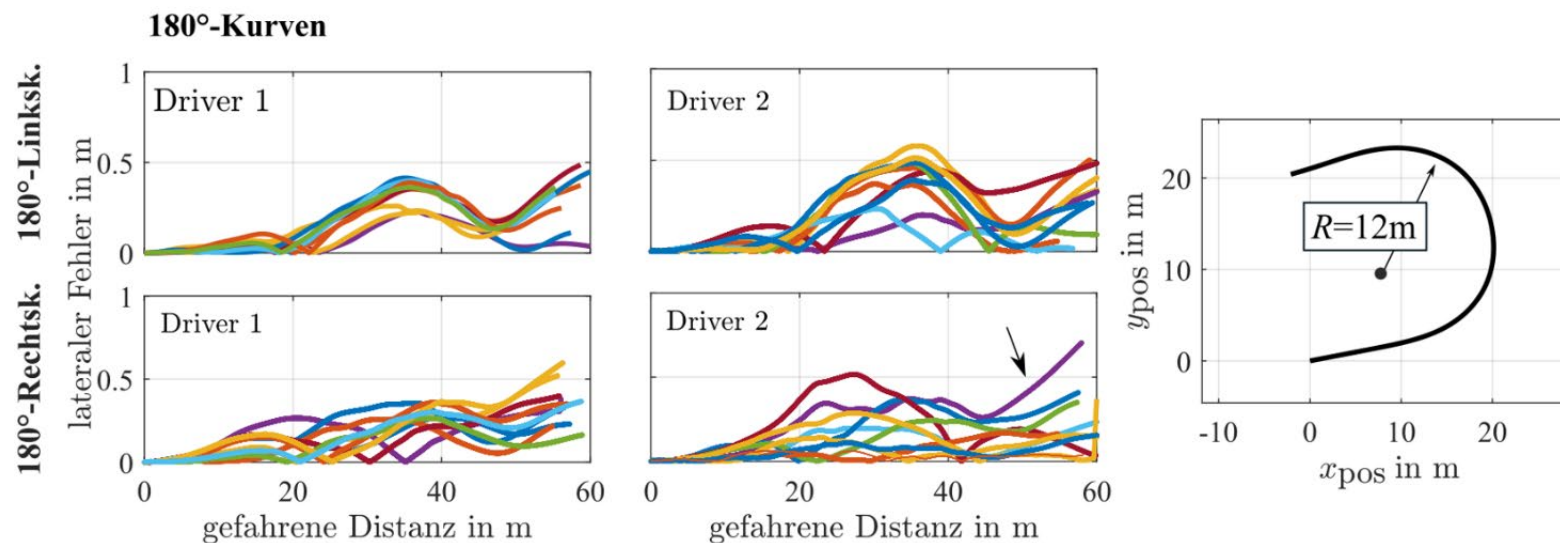 180°-Kurven
180°-Linksk.
180°-Rechtsk.
lateraler Fehler in m
1
0.5
0
Driver 1
Driver 2
1
0.5
0
0
20
40
60
Driver 1
gefahrene Distanz in m
0
20
40
60
Driver 2
gefahrene Distanz in m
20
10
0
ypos in m
R=12m
-10
0
10
20
xpos in m